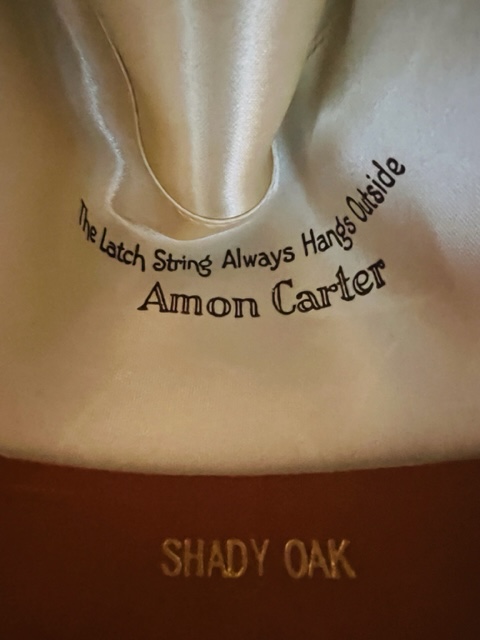 The Latch String Always Hangs Outside
Amon Carter
SHADY OAK